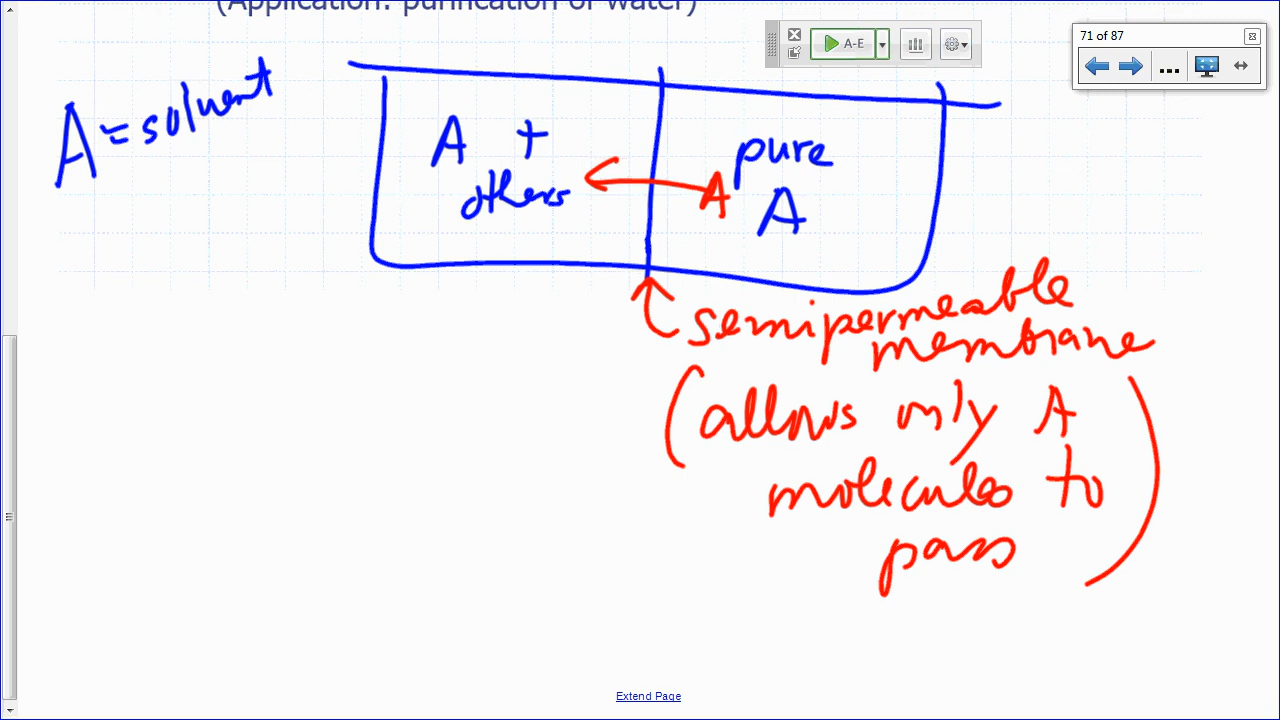 (Application: purification of water)
A-E
71 of 87
A = solvent
A +
others
A
pure
A
semipermeable
membrane
(allows only A
molecules to
pass)
Extend Page